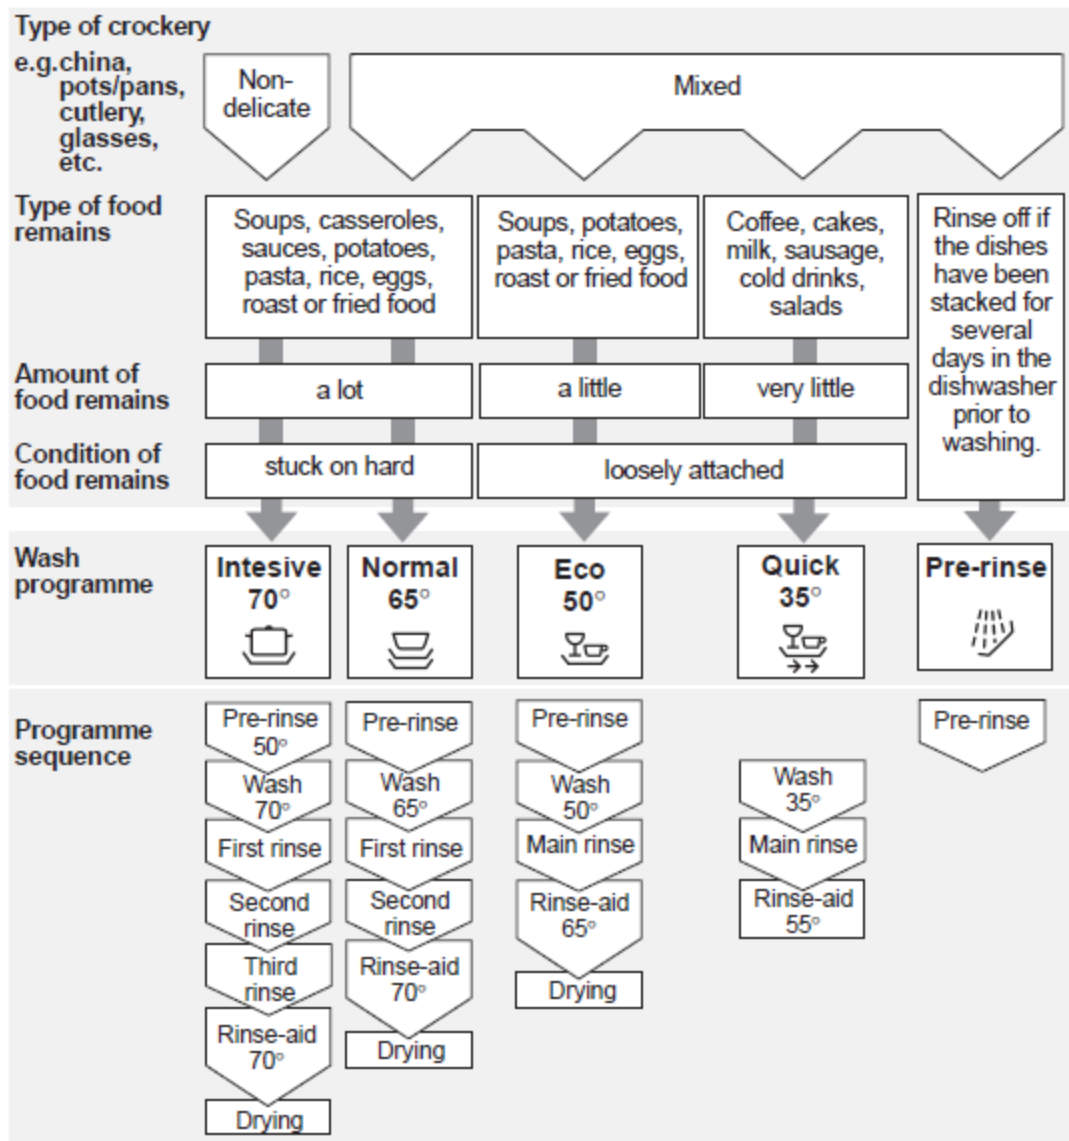 Type of crockery
e.g.china,
pots/pans,
cutlery,
glasses,
etc.
Non-
delicate
Mixed
Type of food
remains
Soups, casseroles,
sauces, potatoes,
pasta, rice, eggs,
roast or fried food
Soups, potatoes,
pasta, rice, eggs,
roast or fried food
Coffee, cakes,
milk, sausage,
cold drinks,
salads
Rinse off if
the dishes
have been
stacked for
several
days in the
dishwasher
prior to
washing.
Amount of
food remains
a lot
a little
very little
Condition of
food remains
stuck on hard
loosely attached
Wash
programme
Intesive
70°
Normal
65°
Eco
50°
Quick
35°
Pre-rinse
Programme
sequence
Pre-rinse
50°
Wash
70°
First rinse
Second
rinse
Third
rinse
Rinse-aid
70°
Drying
Pre-rinse
Wash
65°
First rinse
Second
rinse
Rinse-aid
70°
Drying
Pre-rinse
Wash
50°
Main rinse
Rinse-aid
65°
Drying
Wash
35°
Main rinse
Rinse-aid
55°
Pre-rinse